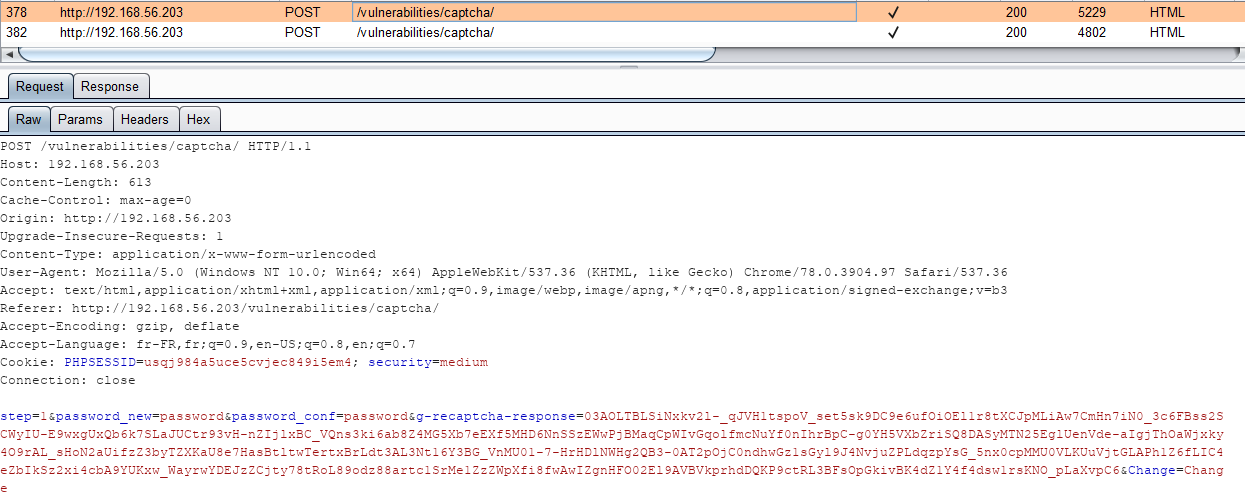 378 http://192.168.56.203 POST /vulnerabilities/captcha/ ✓ 200 5229 HTML
382 http://192.168.56.203 POST /vulnerabilities/captcha/ ✓ 200 4802 HTML
Request Response
Raw Params Headers Hex
POST /vulnerabilities/captcha/ HTTP/1.1
Host: 192.168.56.203
Content-Length: 613
Cache-Control: max-age=0
Origin: http://192.168.56.203
Upgrade-Insecure-Requests: 1
Content-Type: application/x-www-form-urlencoded
User-Agent: Mozilla/5.0 (Windows NT 10.0; Win64; x64) AppleWebKit/537.36 (KHTML, like Gecko) Chrome/78.0.3904.97 Safari/537.36
Accept: text/html,application/xhtml+xml,application/xml;q=0.9,image/webp,image/apng,*/*;q=0.8,application/signed-exchange;v=b3
Referer: http://192.168.56.203/vulnerabilities/captcha/
Accept-Encoding: gzip, deflate
Accept-Language: fr-FR,fr;q=0.9,en-US;q=0.8,en;q=0.7
Cookie: PHPSESSID=usqj984a5uce5cvjec849i5em4; security=medium
Connection: close
step=1&password_new=password&password_conf=password&g-recaptcha-response=03AOLTBLSiNxkv2l-_qJVH1tspoV_set5sk9DC9e6ufOiOEl1r8tXCJpMLiAw7CmHn7iN0_3c6FBss2S
CWyIU-E9wxgUxQb6k7SLaJUCtr93vH-nZIjlxBC_VQns3ki6ab8Z4MG5Xb7eEXf5MHD6NnSSzEWwPjBMaqCpWIvGqolfmcNuYf0nIhrBpC-g0YH5VXbZriSQ8DASyMTN25EglUenVde-aIgjThOaWjxky
4O9rAL_sHoN2aUifzZ3byTZXKaU8e7HasBtltwTertxBrLdt3AL3Nt16Y3BG_VnMU01-7-HrHDlNWHg2QB3-0AT2pOjC0ndhwGz1sGyl9J4NvjuZPLdqzpYsG_5nx0cpMMU0VLKUuVjtGLAPh1Z6fLIC4
eZbIkSz2xi4cbA9YUKxw_WayrwYDEJzZCjty78tRoL89odz88artc1SrMe1ZzZWpXfi8fwAwIZgnHFO02El9AVBVkprhdDQKP9ctRL3BFsOpGkivBK4dZ1Y4f4dsw1rsKNO_pLaXvpC6&Change=Chang
e